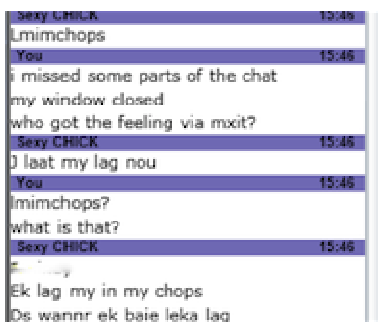 Sexy CHICK 15:46
Lmimchops
You 15:46
i missed some parts of the chat
my window closed
who got the feeling via mxit?
Sexy CHICK 15:46
J laat my lag nou
You 15:46
lmimchops?
what is that?
Sexy CHICK 15:46
Ek lag my in my chops
Ds wannr ek baie leka lag